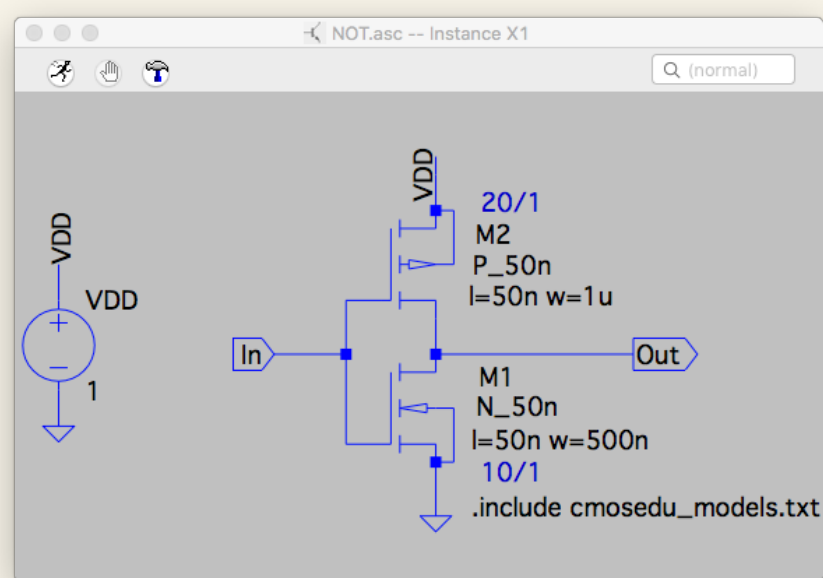 NOT.asc -- Instance X1
(normal)
VDD
VDD
1
VDD
20/1
M2
P_50n
l=50n w=1u
In
Out
M1
N_50n
l=50n w=500n
10/1
.include cmosedu_models.txt